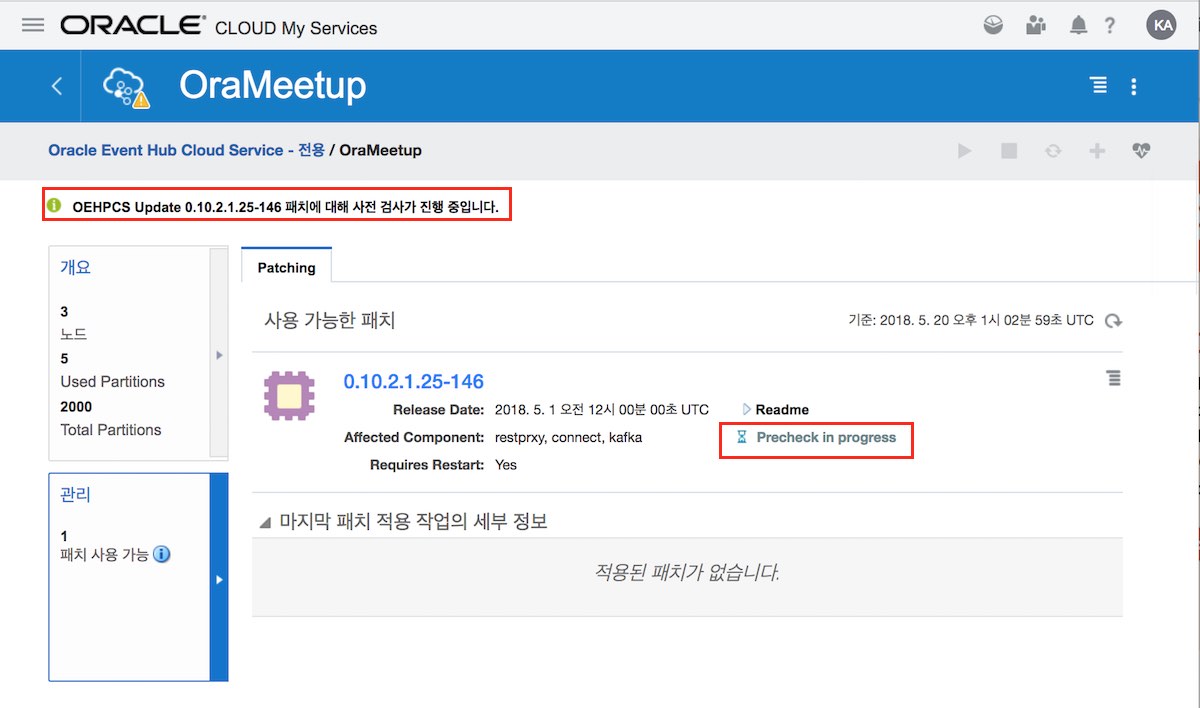 ORACLE® CLOUD My Services
KA
OraMeetup
Oracle Event Hub Cloud Service - 전용 / OraMeetup
OEHPCS Update 0.10.2.1.25-146 패치에 대해 사전 검사가 진행 중입니다.
개요
3
노드
5
Used Partitions
2000
Total Partitions
관리
1
패치 사용 가능
Patching
사용 가능한 패치
기준: 2018. 5. 20 오후 1시 02분 59초 UTC
0.10.2.1.25-146
Release Date: 2018. 5. 1 오전 12시 00분 00초 UTC
Readme
Affected Component: restprxy, connect, kafka
Precheck in progress
Requires Restart: Yes
마지막 패치 적용 작업의 세부 정보
적용된 패치가 없습니다.